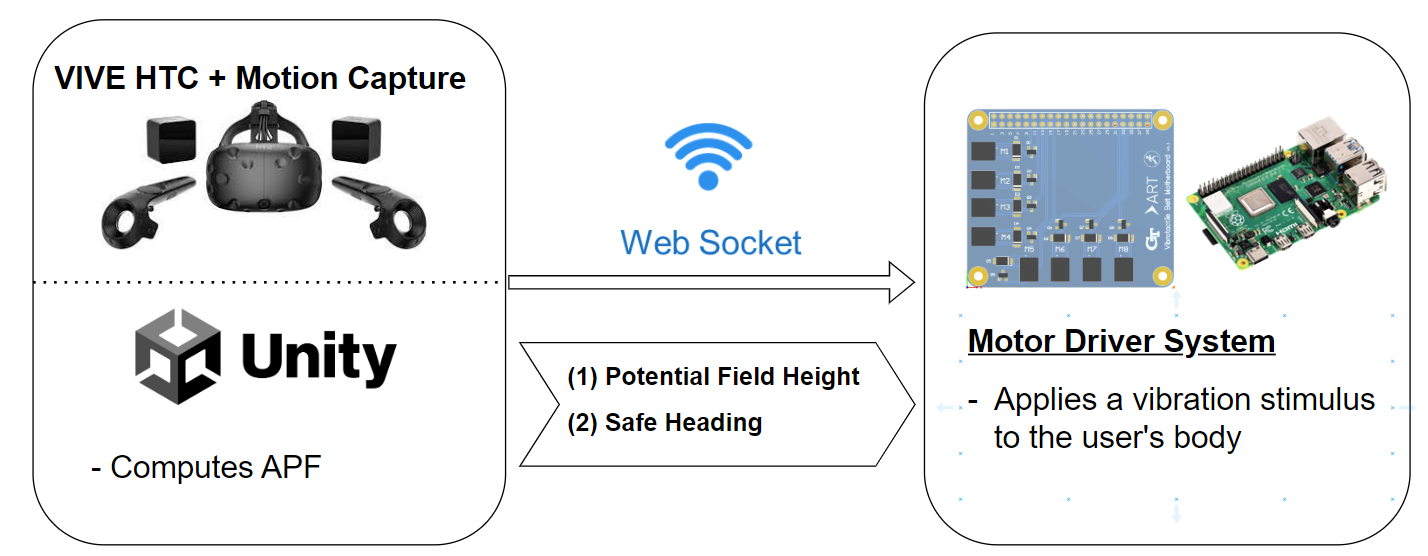 VIVE HTC + Motion Capture
Unity
- Computes APF
Web Socket
(1) Potential Field Height
(2) Safe Heading
M1
M2
M3
M4
M5 M6 M7 M8
ART
GT
Vibrotactile Belt Motherboard
HDMI
Motor Driver System
- Applies a vibration stimulus
to the user's body